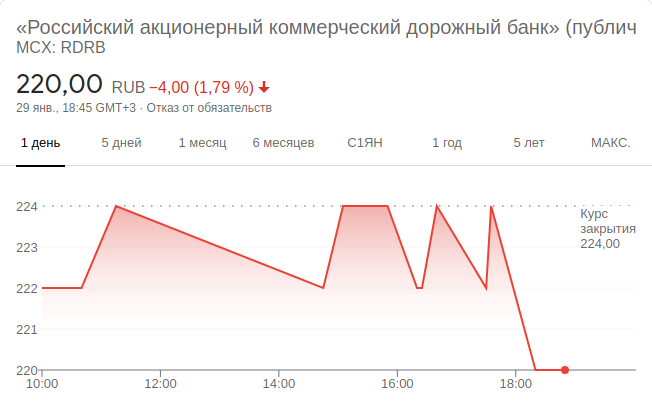 «Российский акционерный коммерческий дорожный банк» (публич
MCX: RDRB
220,00 RUB −4,00 (1,79 %)
29 янв., 18:45 GMT+3 · Отказ от обязательств
1 день 5 дней 1 месяц 6 месяцев С1ЯН 1 год 5 лет МАКС.
224
Курс
закрытия
224,00
223
222
221
220
10:00 12:00 14:00 16:00 18:00